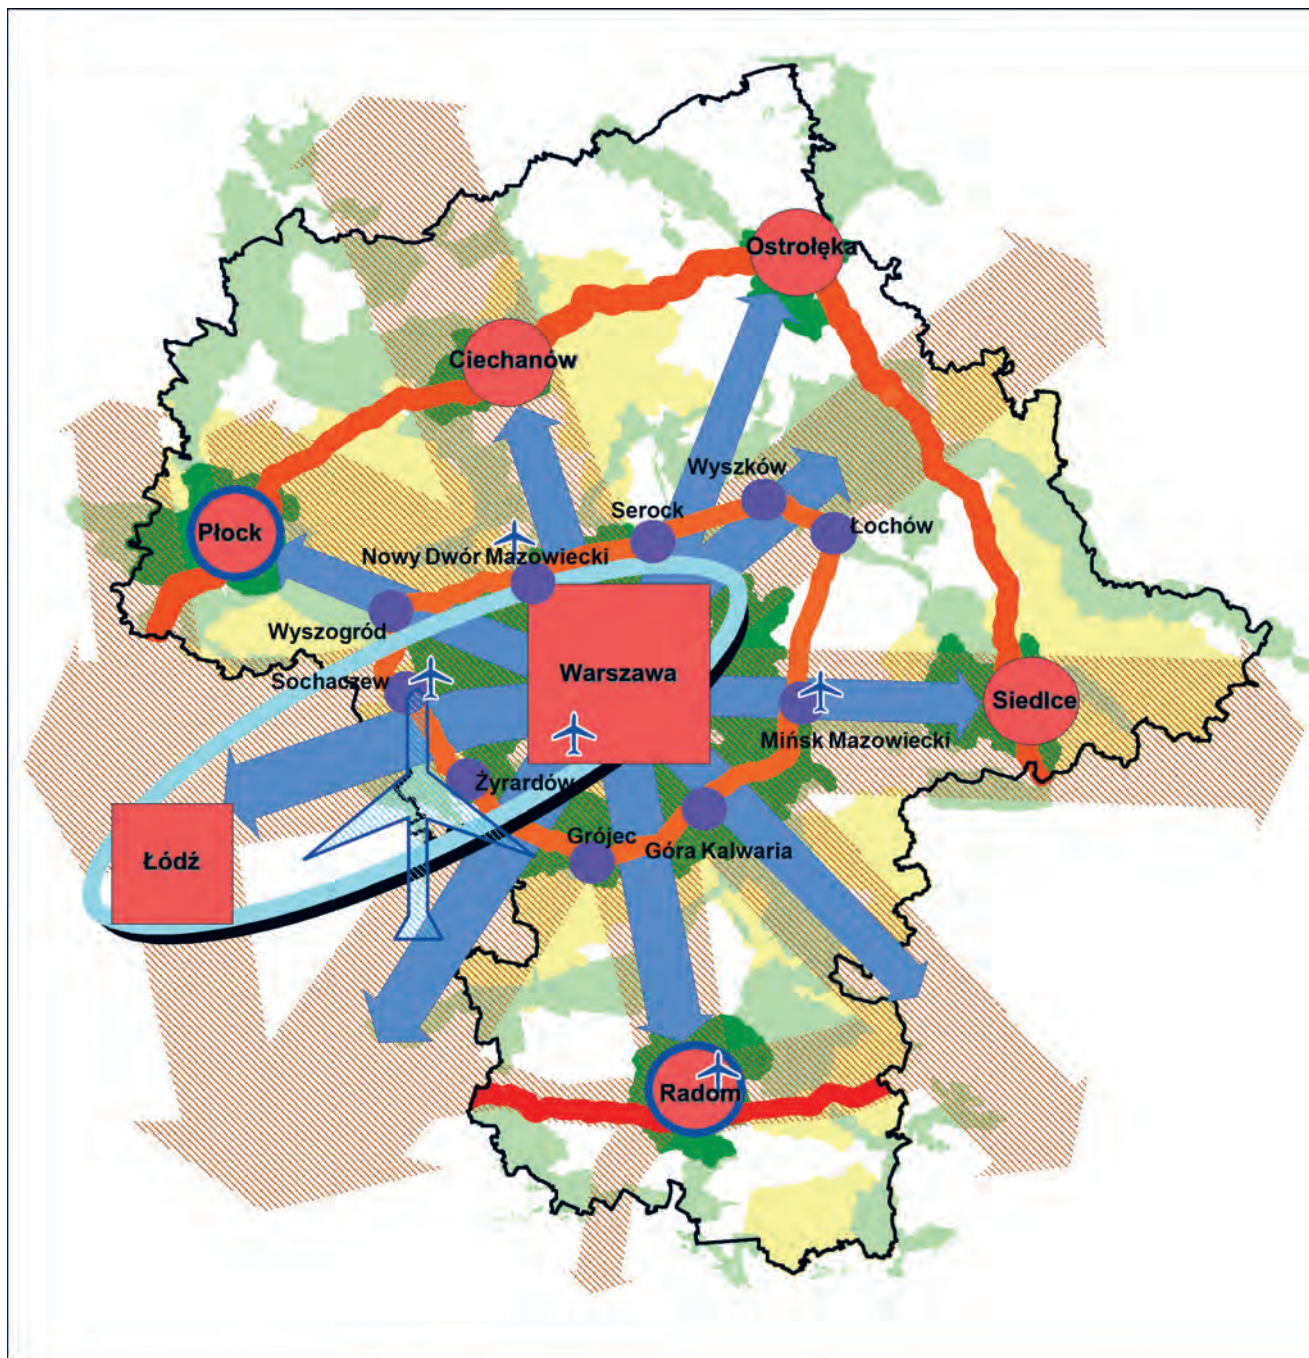 Ostrołęka
Ciechanów
Wyszków
Serock
Łochów
Płock
Nowy Dwór Mazowiecki
Wyszogród
Warszawa
Sochaczew
Siedlce
Mińsk Mazowiecki
Żyrardów
Grójec
Góra Kalwaria
Łódź
Radom